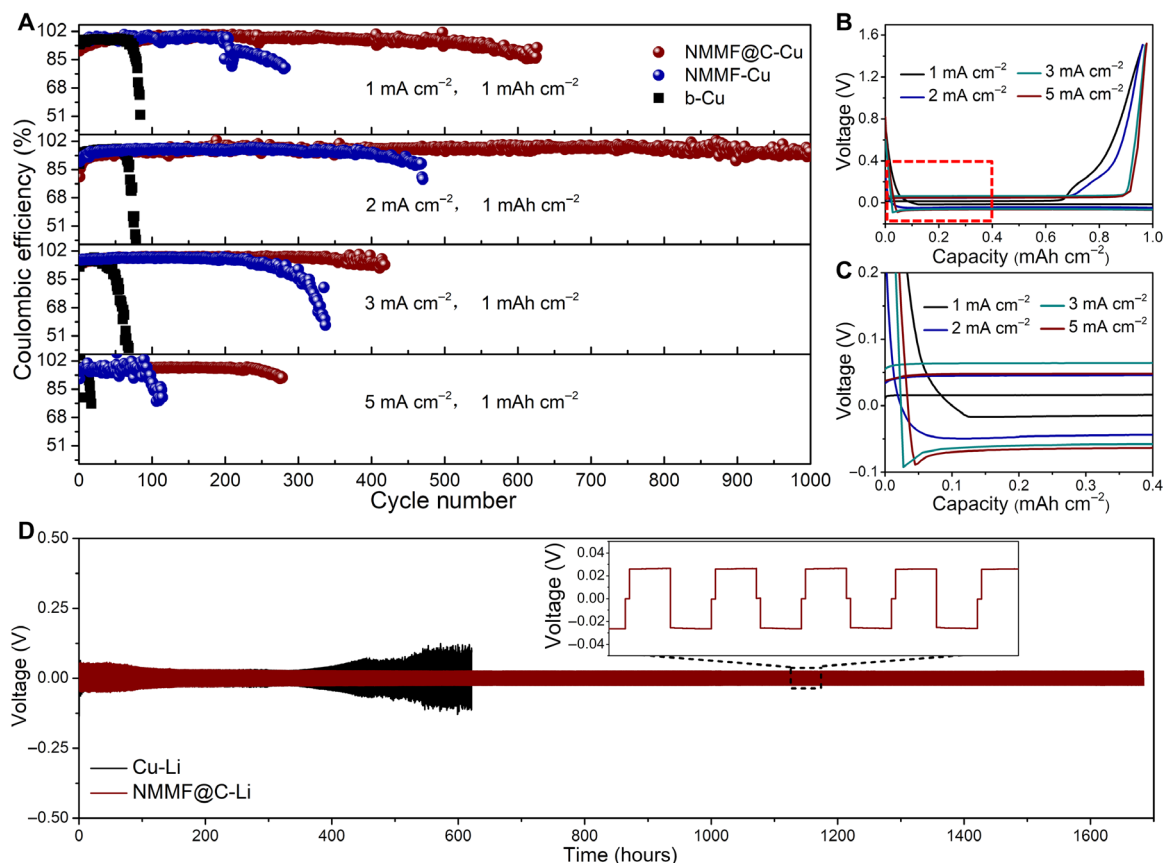 A
Coulombic efficiency (%)
102
85
68
51
NMMF@C-Cu
NMMF-Cu
b-Cu
1 mA cm⁻², 1 mAh cm⁻²
102
85
68
51
2 mA cm⁻², 1 mAh cm⁻²
102
85
68
51
3 mA cm⁻², 1 mAh cm⁻²
102
85
68
51
5 mA cm⁻², 1 mAh cm⁻²
0 100 200 300 400 500 600 700 800 900 1000
Cycle number
B
Voltage (V)
1.6
1.2
0.8
0.4
0.0
1 mA cm⁻² 3 mA cm⁻²
2 mA cm⁻² 5 mA cm⁻²
0.0 0.2 0.4 0.6 0.8 1.0
Capacity (mAh cm⁻²)
C
Voltage (V)
0.2
0.1
0.0
−0.1
1 mA cm⁻² 3 mA cm⁻²
2 mA cm⁻² 5 mA cm⁻²
0.0 0.1 0.2 0.3 0.4
Capacity (mAh cm⁻²)
D
Voltage (V)
0.50
0.25
0.00
−0.25
−0.50
Voltage (V)
0.04
0.02
0.00
−0.02
−0.04
Cu-Li
NMMF@C-Li
0 200 400 600 800 1000 1200 1400 1600
Time (hours)